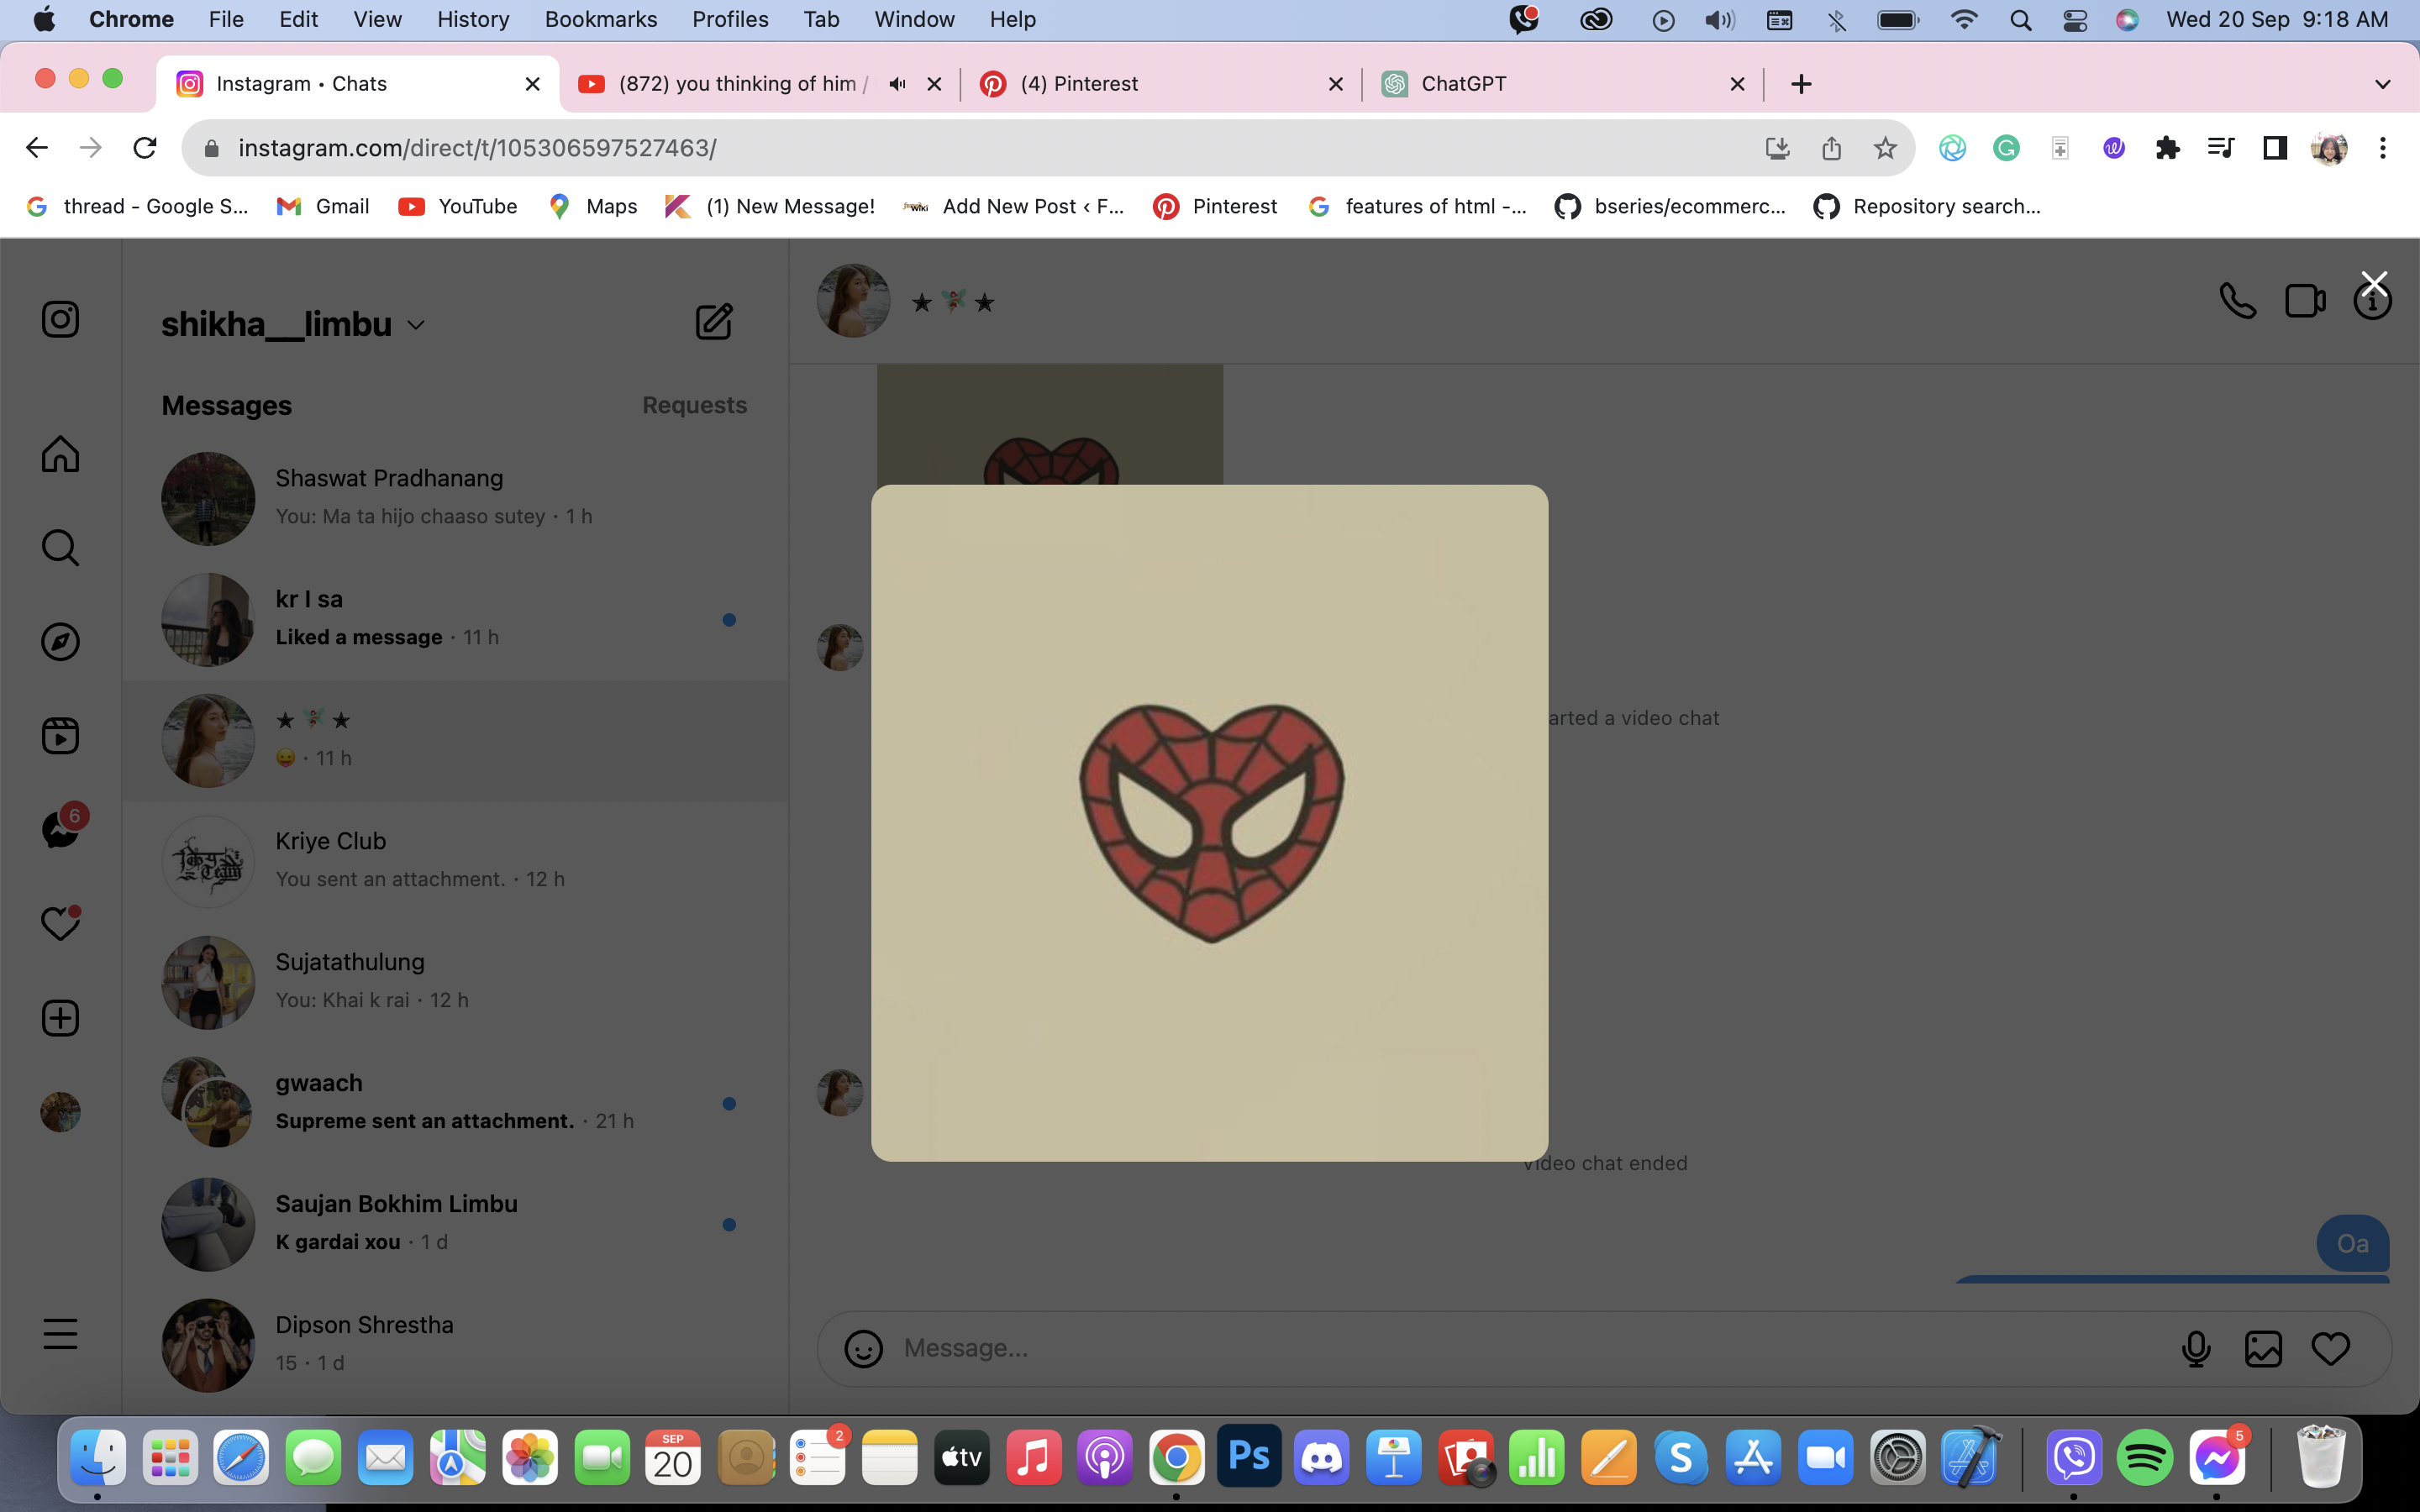 Chrome File Edit View History Bookmarks Profiles Tab Window Help Wed 20 Sep 9:18 AM
Instagram • Chats (872) you thinking of him / (4) Pinterest ChatGPT
instagram.com/direct/t/105306597527463/
thread - Google S... Gmail YouTube Maps (1) New Message! Add New Post ‹ F... Pinterest features of html -... bseries/ecommerc... Repository search...
shikha__limbu
Messages Requests
Shaswat Pradhanang
You: Ma ta hijo chaaso sutey · 1 h
kr I sa
Liked a message · 11 h
★ 🧚 ★
★ 🧚 ★
😛 · 11 h
arted a video chat
6
Kriye Club
You sent an attachment. · 12 h
Sujatathulung
You: Khai k rai · 12 h
gwaach
Supreme sent an attachment. · 21 h
Video chat ended
Saujan Bokhim Limbu
K gardai xou · 1 d
Oa
Dipson Shrestha
15 · 1 d
Message...
SEP
20
2
tv
Ps
5